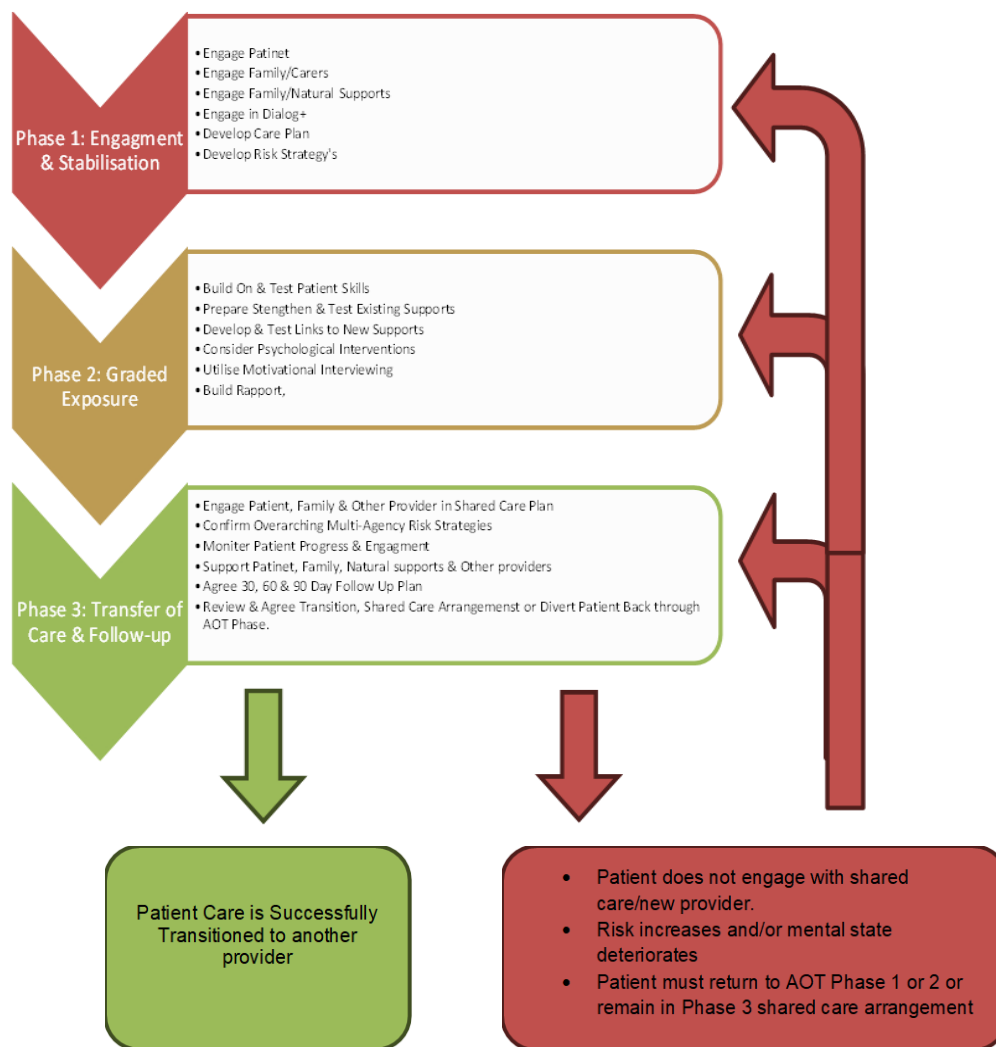 Phase 1: Engagment
& Stabilisation
•Engage Patinet
•Engage Family/Carers
•Engage Family/Natural Supports
•Engage in Dialog+
•Develop Care Plan
•Develop Risk Strategy's
Phase 2: Graded
Exposure
•Build On & Test Patient Skills
•Prepare Stengthen & Test Existing Supports
•Develop & Test Links to New Supports
•Consider Psychological Interventions
•Utilise Motivational Interviewing
•Build Rapport,
Phase 3: Transfer of
Care & Follow-up
•Engage Patient, Family & Other Provider in Shared Care Plan
•Confirm Overarching Multi-Agency Risk Strategies
•Moniter Patient Progress & Engagment
•Support Patinet, Family, Natural supports & Other providers
•Agree 30, 60 & 90 Day Follow Up Plan
•Review & Agree Transition, Shared Care Arrangemenst or Divert Patient Back through
AOT Phase.
Patient Care is Successfully
Transitioned to another
provider
• Patient does not engage with shared
care/new provider.
• Risk increases and/or mental state
deteriorates
• Patient must return to AOT Phase 1 or 2 or
remain in Phase 3 shared care arrangement